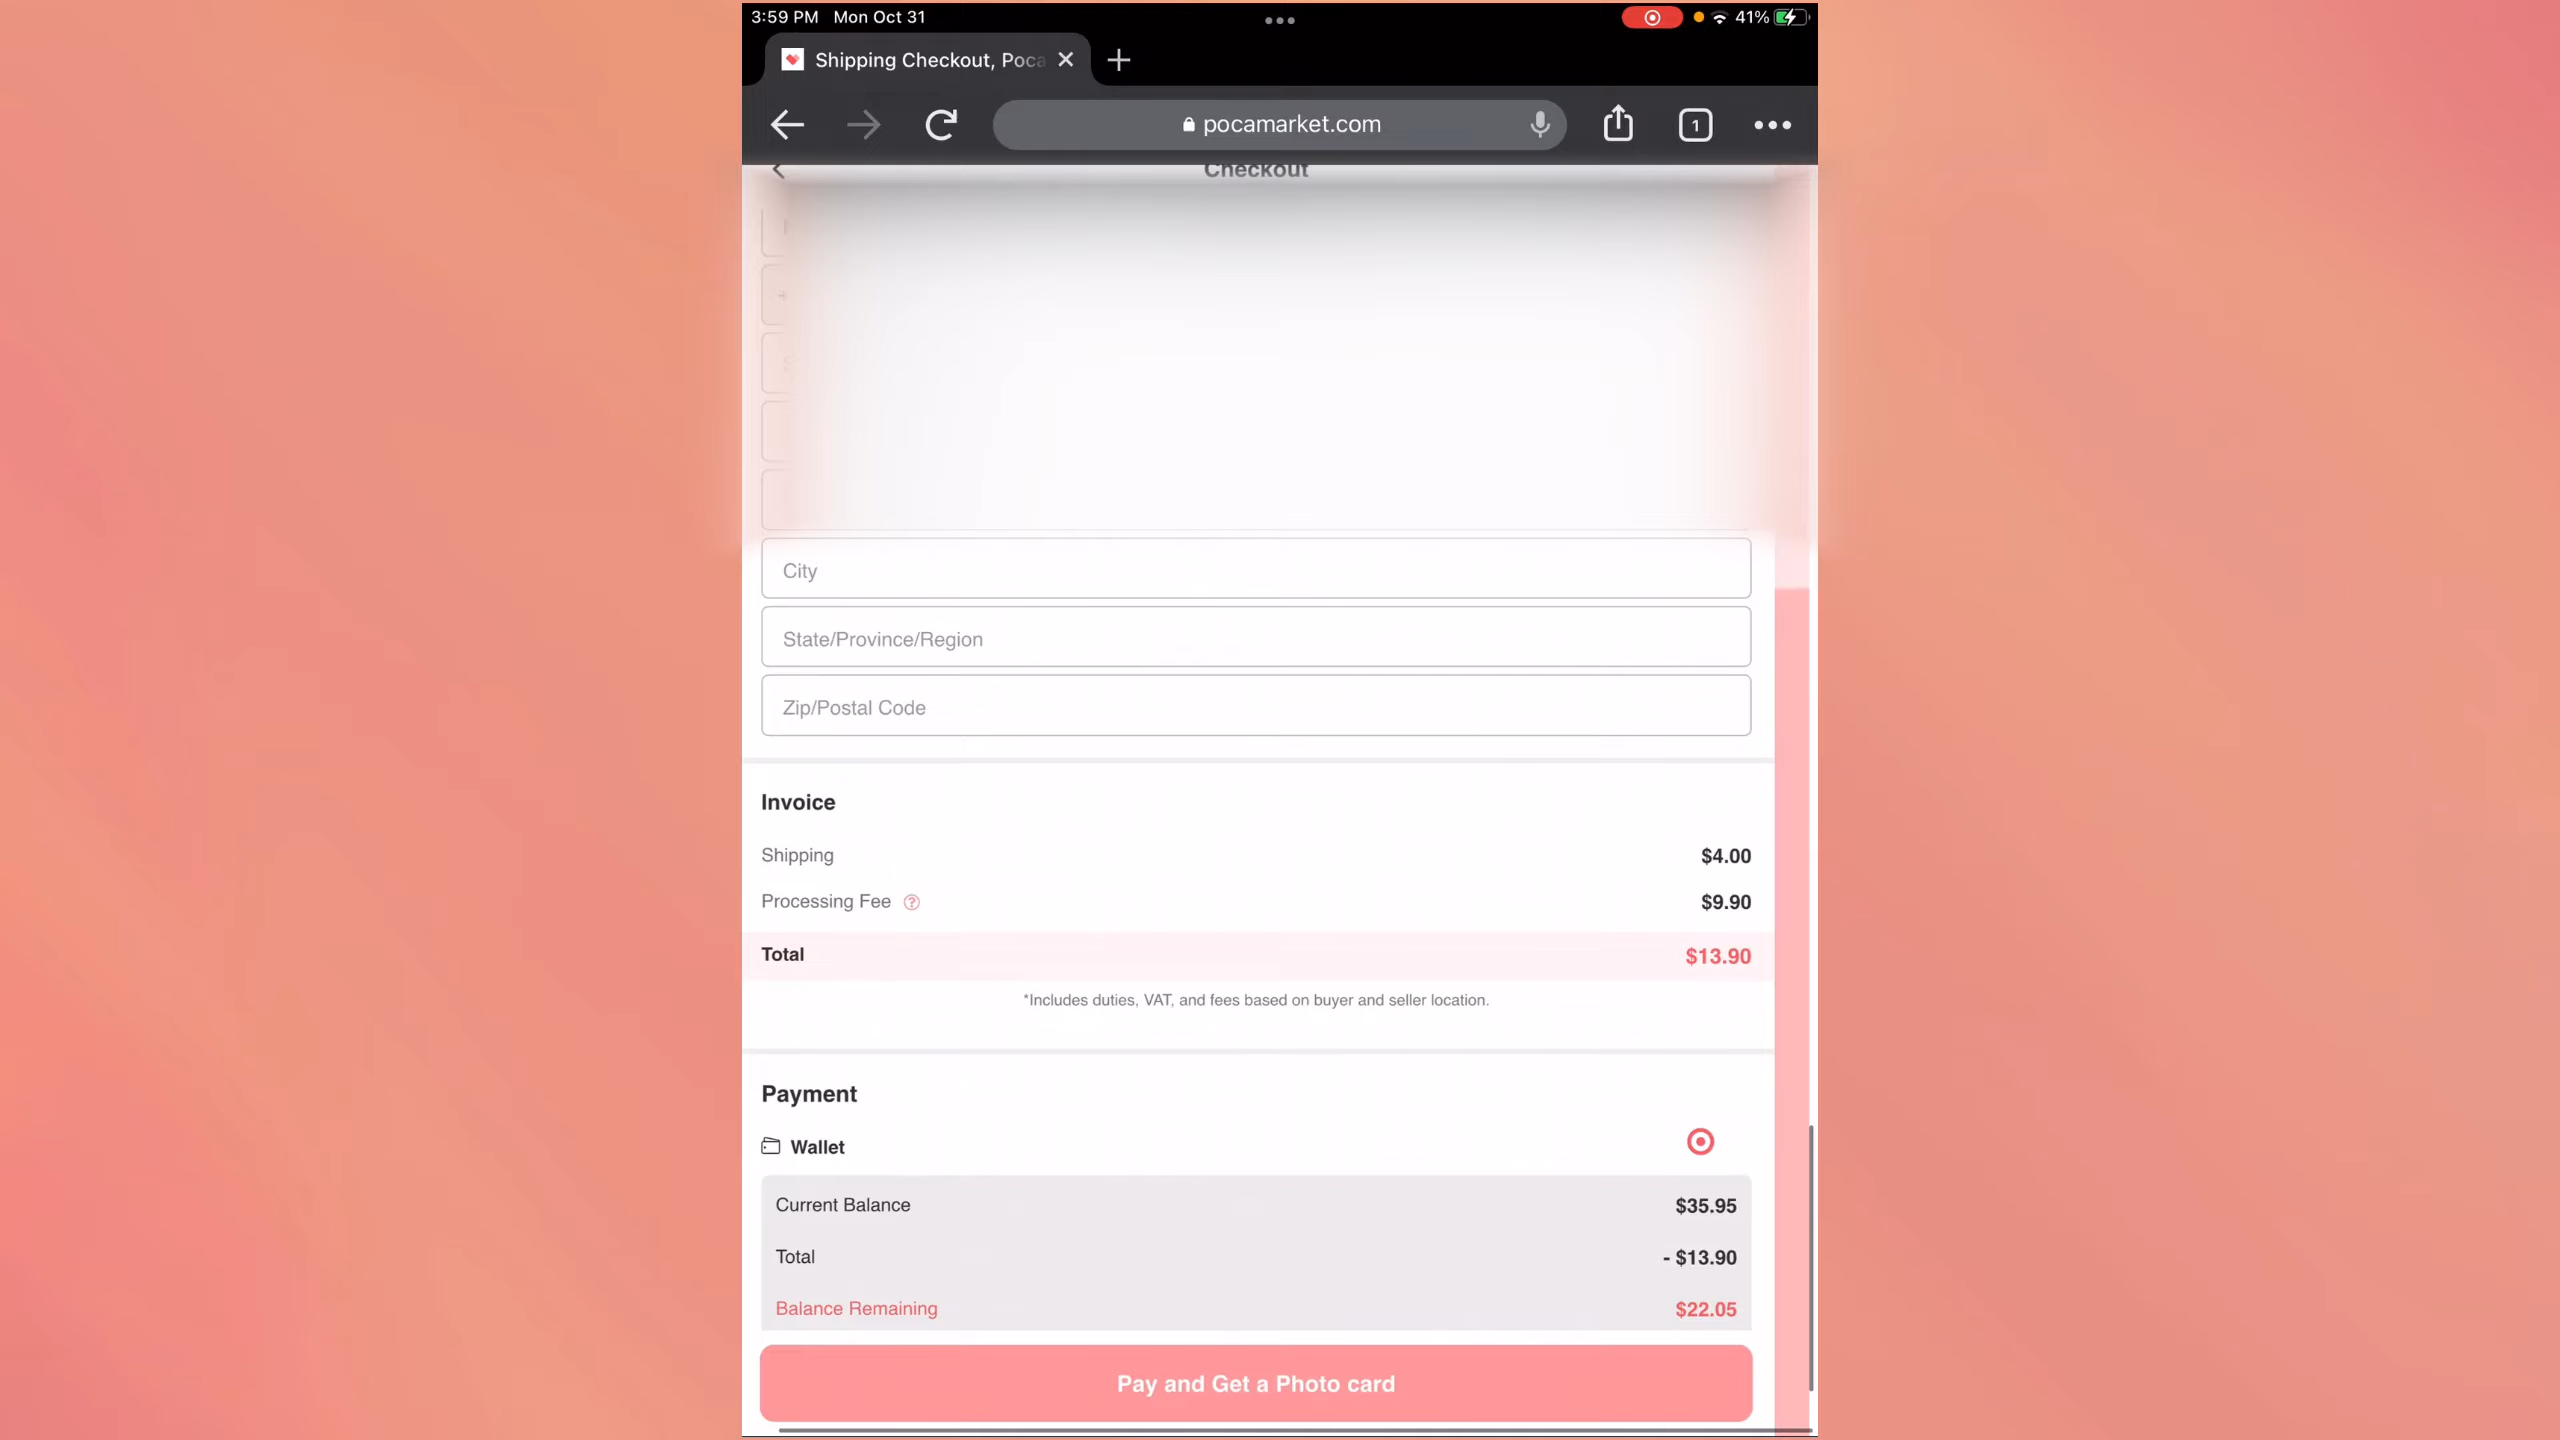 3:59 PM Mon Oct 31
41%
Shipping Checkout, Poca
pocamarket.com
1
Checkout
City
State/Province/Region
Zip/Postal Code
Invoice
Shipping $4.00
Processing Fee ? $9.90
Total $13.90
*Includes duties, VAT, and fees based on buyer and seller location.
Payment
Wallet
Current Balance $35.95
Total - $13.90
Balance Remaining $22.05
Pay and Get a Photo card